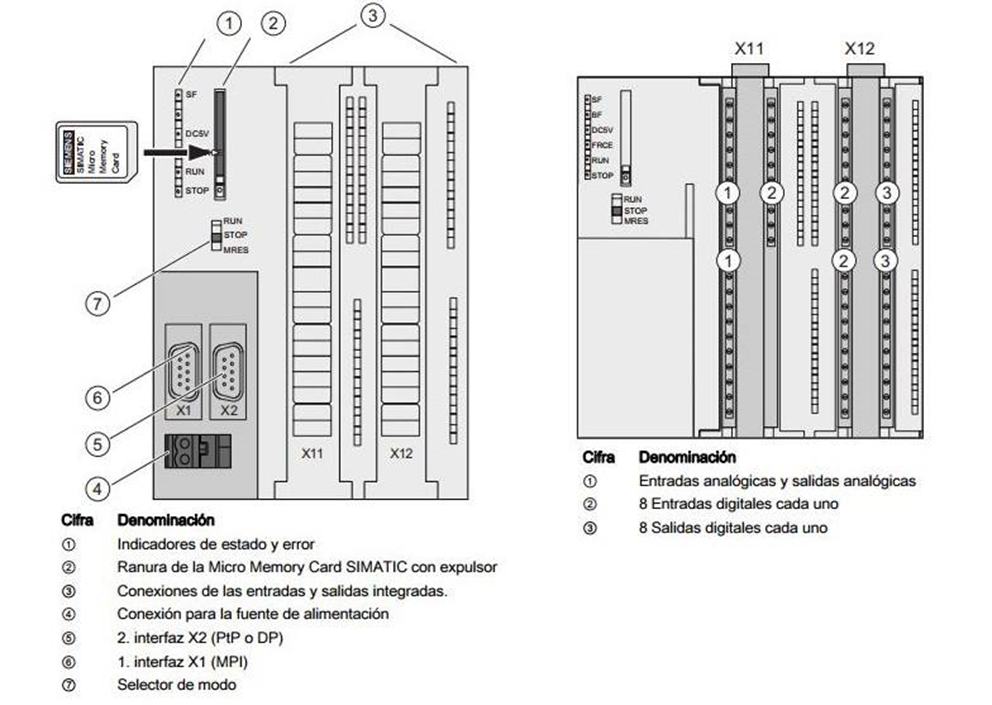 ① ② ③
SF
DC5V
RUN
STOP
SIEMENS
SIMATIC
Micro
Memory
Card
RUN
STOP
MRES
⑦
⑥
X1 X2
⑤
④
X11 X12
Cifra Denominación
① Indicadores de estado y error
② Ranura de la Micro Memory Card SIMATIC con expulsor
③ Conexiones de las entradas y salidas integradas.
④ Conexión para la fuente de alimentación
⑤ 2. interfaz X2 (PtP o DP)
⑥ 1. interfaz X1 (MPI)
⑦ Selector de modo
X11 X12
SF
BF
DC5V
FRCE
RUN
STOP
RUN
STOP
MRES
① ② ② ③
① ② ③
Cifra Denominación
① Entradas analógicas y salidas analógicas
② 8 Entradas digitales cada uno
③ 8 Salidas digitales cada uno